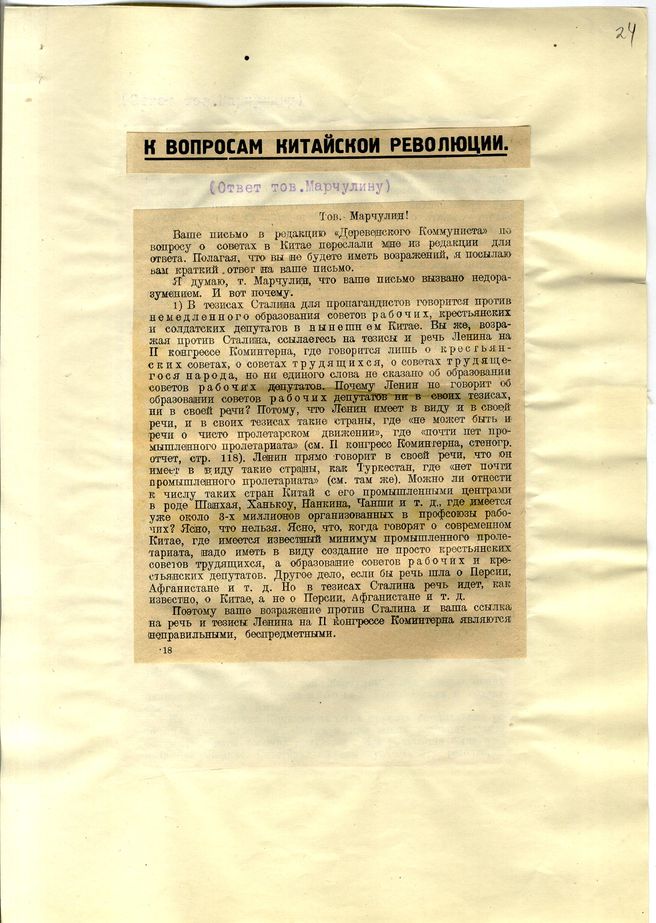 24
(Ответ тов.Марчулину)
К ВОПРОСАМ КИТАЙСКОЙ РЕВОЛЮЦИИ.
(Ответ тов.Марчулину)
Тов. Марчулин!
Ваше письмо в редакцию «Деревенского Коммуниста» по
вопросу о советах в Китае переслали мне из редакции для
ответа. Полагая, что вы не будете иметь возражений, я посылаю
вам краткий ответ на ваше письмо.
Я думаю, т. Марчулин, что ваше письмо вызвано недора-
зумением. И вот почему.
1) В тезисах Сталина для пропагандистов говорится против
немедленного образования советов рабочих, крестьянских
и солдатских депутатов в нынешнем Китае. Вы же, возра-
жая против Сталина, ссылаетесь на тезисы и речь Ленина на
II конгрессе Коминтерна, где говорится лишь о крестьян-
ских советах, о советах трудящихся, о советах трудяще-
гося народа, но ни единого слова не сказано об образовании
советов рабочих депутатов. Почему Ленин не говорит об
образовании советов рабочих депутатов ни в своих тезисах,
ни в своей речи? Потому, что Ленин имеет в виду и в своей
речи, и в своих тезисах такие страны, где «не может быть и
речи о чисто пролетарском движении», где «почти нет про-
мышленного пролетариата» (см. II конгресс Коминтерна, стеногр.
отчет, стр. 118). Ленин прямо говорит в своей речи, что он
имеет в виду такие страны, как Туркестан, где «нет почти
промышленного пролетариата» (см. там же). Можно ли отнести
к числу таких стран Китай с его промышленными центрами
в роде Шанхая, Ханькоу, Нанкина, Чанши и т. д., где имеется
уже около 3-х миллионов организованных в профсоюзы рабо-
чих? Ясно, что нельзя. Ясно, что, когда говорят о современном
Китае, где имеется известный минимум промышленного проле-
тариата, надо иметь в виду создание не просто крестьянских
советов трудящихся, а образование советов рабочих и кре-
стьянских депутатов. Другое дело, если бы речь шла о Персии,
Афганистане и т. д. Но в тезисах Сталина речь идет, как
известно, о Китае, а не о Персии, Афганистане и т. д.
Поэтому ваше возражение против Сталина и ваша ссылка
на речь и тезисы Ленина на II конгрессе Коминтерна являются
неправильными, беспредметными.
18